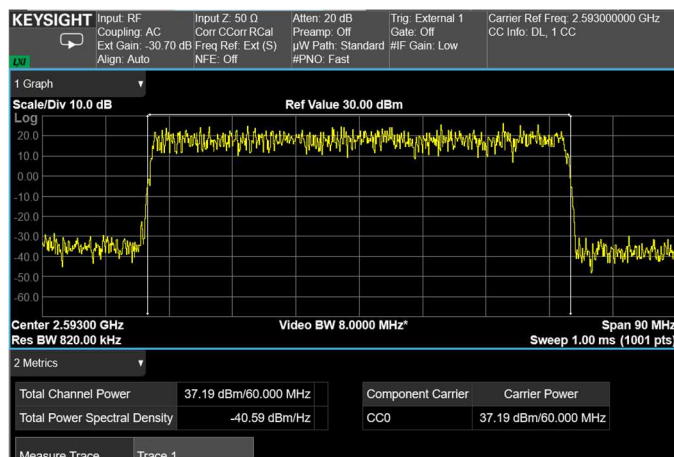 KEYSIGHT
LXI
Input: RF
Coupling: AC
Ext Gain: -30.70 dB
Align: Auto
Input Z: 50 Ω
Corr CCorr RCal
Freq Ref: Ext (S)
NFE: Off
Atten: 20 dB
Preamp: Off
µW Path: Standard
#PNO: Fast
Trig: External 1
Gate: Off
#IF Gain: Low
Carrier Ref Freq: 2.593000000 GHz
CC Info: DL, 1 CC
1 Graph
Scale/Div 10.0 dB
Ref Value 30.00 dBm
Log
20.0
10.0
0.00
-10.0
-20.0
-30.0
-40.0
-50.0
-60.0
Center 2.59300 GHz
Video BW 8.0000 MHz*
Span 90 MHz
Res BW 820.00 kHz
Sweep 1.00 ms (1001 pts)
2 Metrics
Total Channel Power 37.19 dBm/60.000 MHz
Total Power Spectral Density -40.59 dBm/Hz
Component Carrier Carrier Power
CC0 37.19 dBm/60.000 MHz
Measure Trace Trace 1